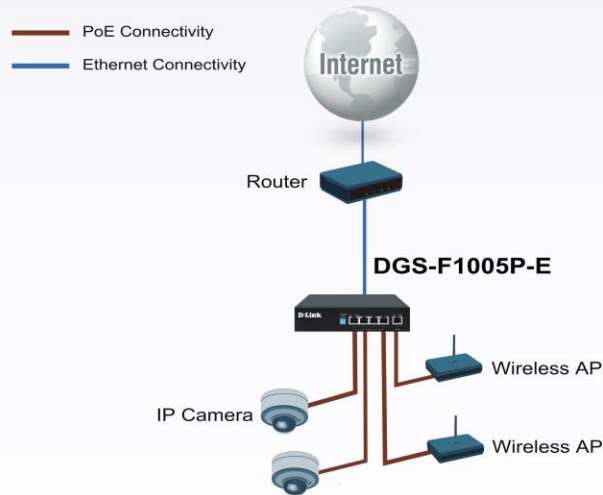 PoE Connectivity
Ethernet Connectivity
Internet
Router
DGS-F1005P-E
D-Link
Wireless AP
IP Camera
Wireless AP